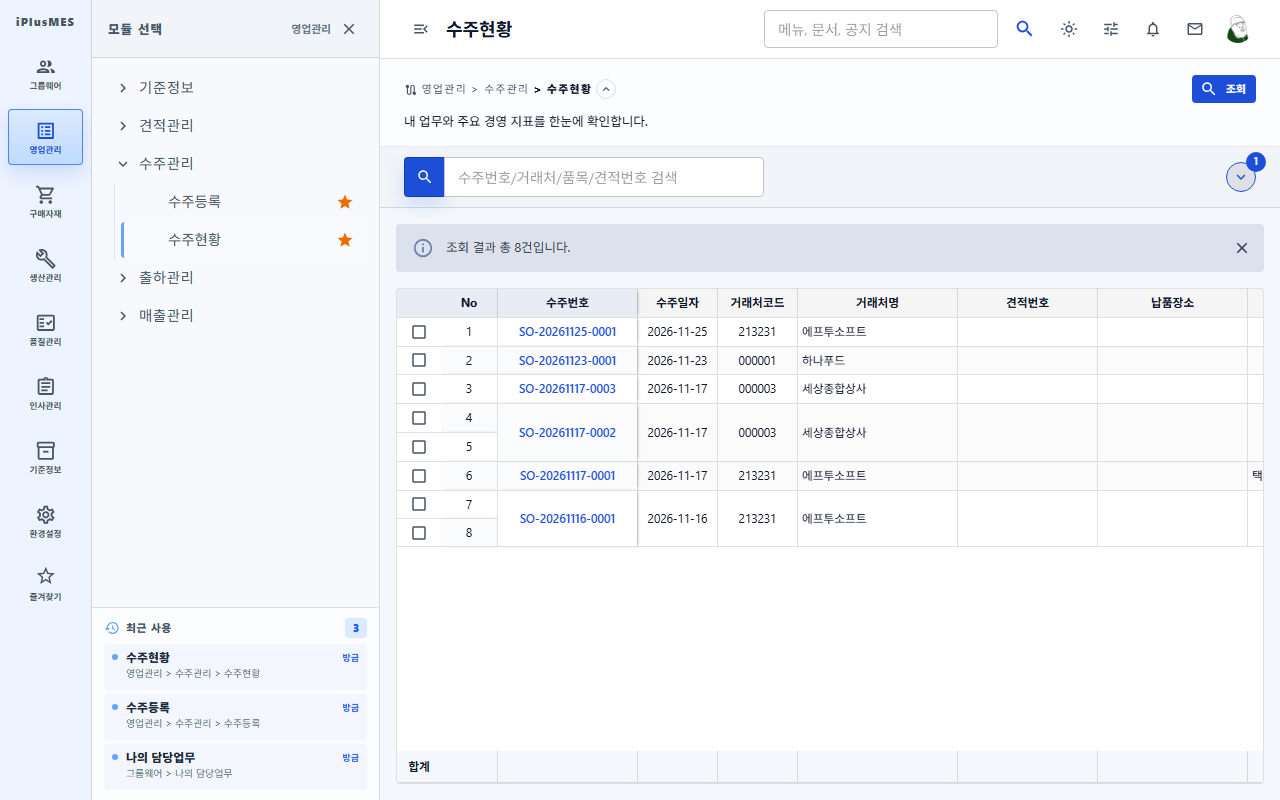 iPlusMES
그룹웨어
영업관리
구매자재
생산관리
품질관리
인사관리
기준정보
환경설정
즐겨찾기
모듈 선택
영업관리
기준정보
견적관리
수주관리
수주등록
수주현황
출하관리
매출관리
최근 사용
3
수주현황
방금
영업관리 > 수주관리 > 수주현황
수주등록
방금
영업관리 > 수주관리 > 수주등록
나의 담당업무
방금
그룹웨어 > 나의 담당업무
수주현황
메뉴, 문서, 공지 검색
영업관리 > 수주관리 > 수주현황
조회
내 업무와 주요 경영 지표를 한눈에 확인합니다.
수주번호/거래처/품목/견적번호 검색
1
조회 결과 총 8건입니다.
No 수주번호 수주일자 거래처코드 거래처명 견적번호 납품장소
1 SO-20261125-0001 2026-11-25 213231 에프투소프트
2 SO-20261123-0001 2026-11-23 000001 하나푸드
3 SO-20261117-0003 2026-11-17 000003 세상종합상사
4
SO-20261117-0002 2026-11-17 000003 세상종합상사
5
6 SO-20261117-0001 2026-11-17 213231 에프투소프트 택
7
SO-20261116-0001 2026-11-16 213231 에프투소프트
8
합계